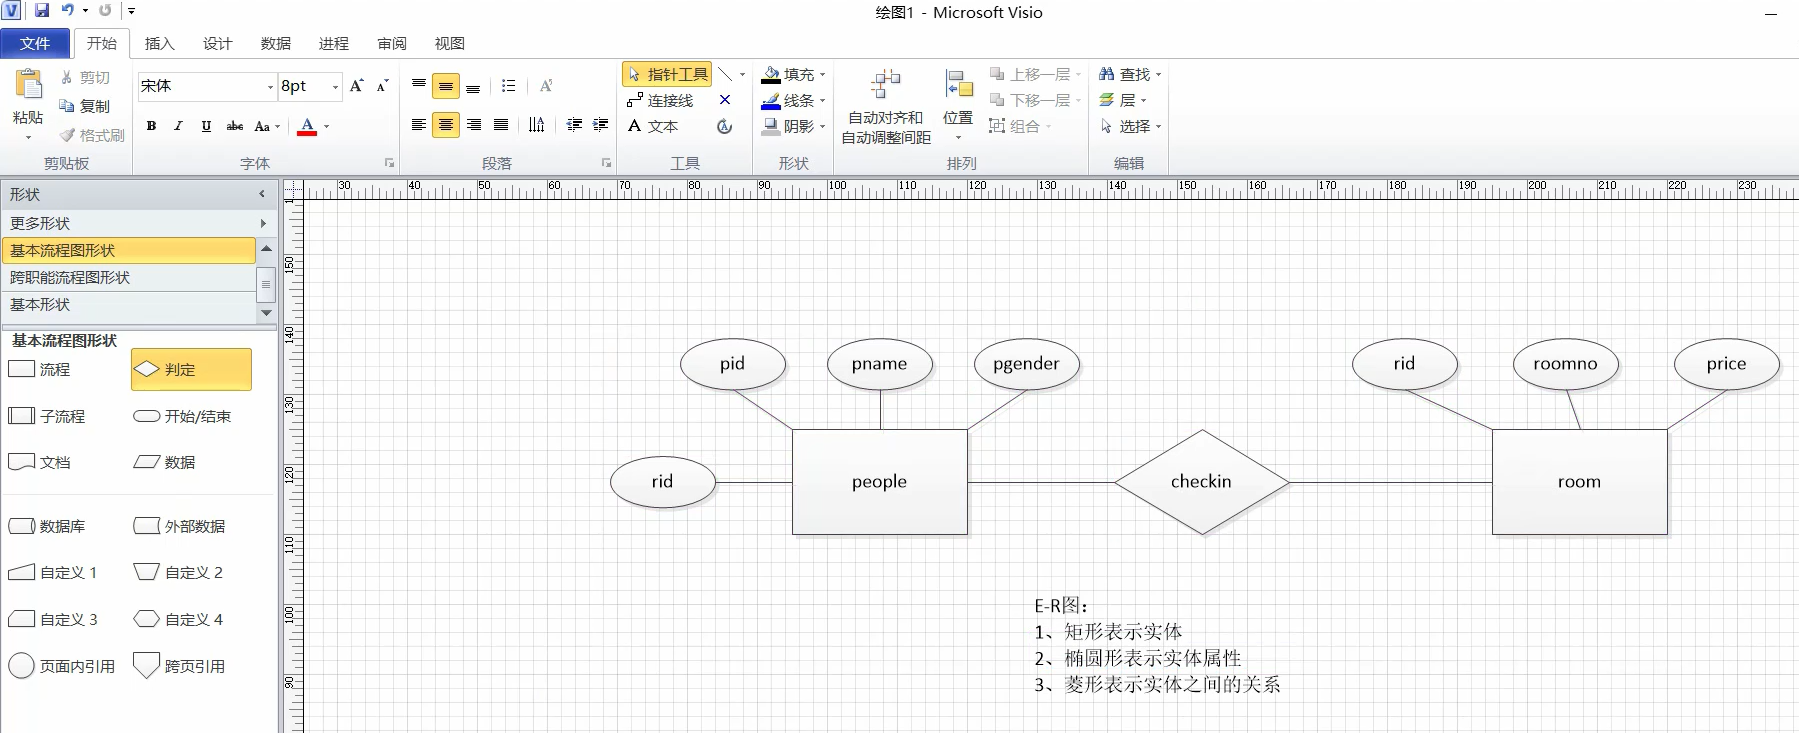 绘图1 - Microsoft Visio
文件 开始 插入 设计 数据 进程 审阅 视图
粘贴
剪切
复制
格式刷
剪贴板
宋体 8pt
B I U abc Aa A
字体
段落
指针工具
连接线
A 文本
工具
填充
线条
阴影
形状
自动对齐和
自动调整间距
位置
上移一层
下移一层
组合
排列
查找
层
选择
编辑
形状
更多形状
基本流程图形状
跨职能流程图形状
基本形状
基本流程图形状
流程 判定
子流程 开始/结束
文档 数据
数据库 外部数据
自定义 1 自定义 2
自定义 3 自定义 4
页面内引用 跨页引用
30 40 50 60 70 80 90 100 110 120 130 140 150 160 170 180 190 200 210 220 230
150
140
130
120
110
100
90
pid pname pgender rid roomno price
rid people checkin room
E-R图：
1、矩形表示实体
2、椭圆形表示实体属性
3、菱形表示实体之间的关系